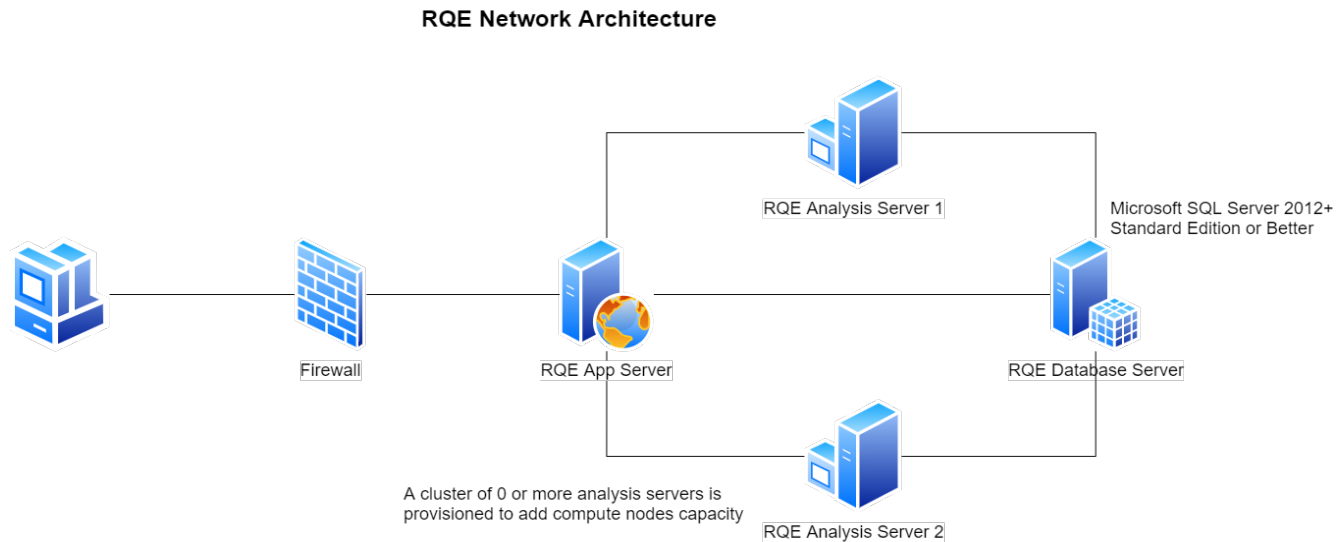 RQE Network Architecture
RQE Analysis Server 1
Microsoft SQL Server 2012+
Standard Edition or Better
Firewall
RQE App Server
RQE Database Server
A cluster of 0 or more analysis servers is
provisioned to add compute nodes capacity
RQE Analysis Server 2